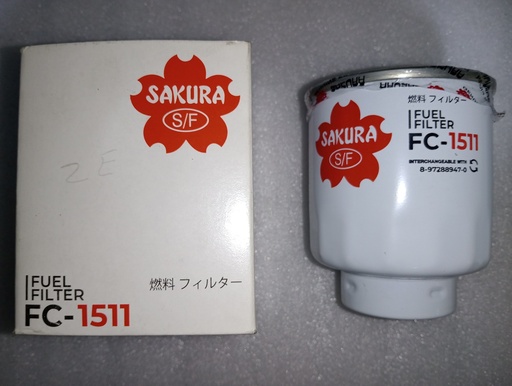 SAKURA
S/F
2E
FUEL
FILTER
FC-1511
燃料 フィルター
SAKURA
S/F
燃料 フィルター
FUEL
FILTER
FC-1511
INTERCHANGEABLE WITH
8-97288947-0